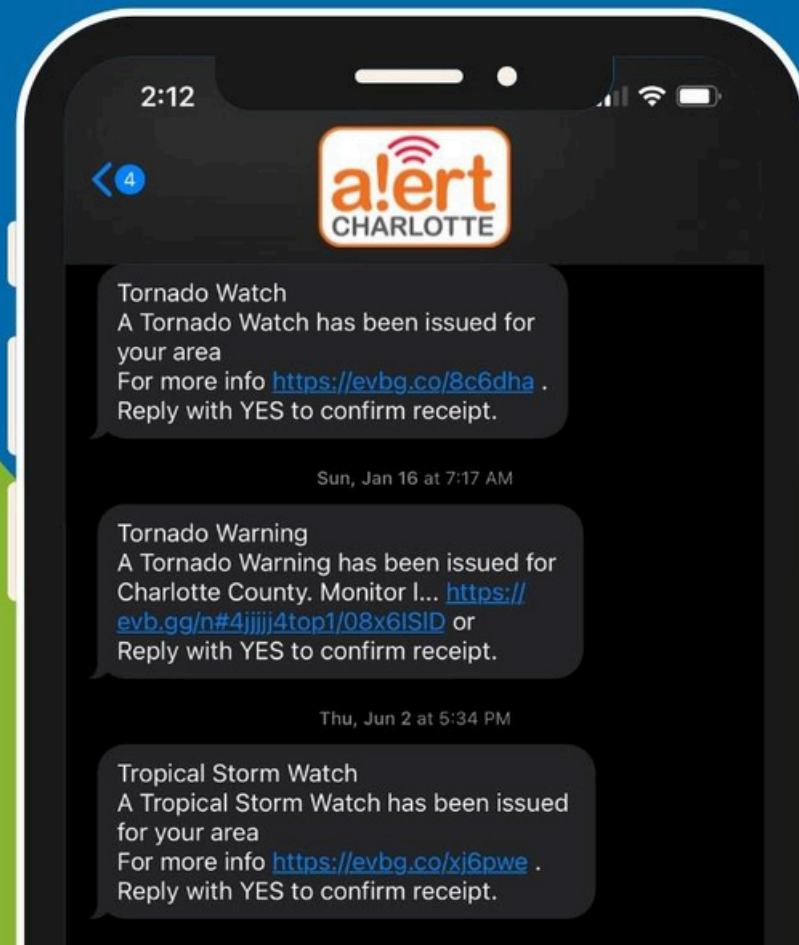 2:12
4
a!ert
CHARLOTTE
Tornado Watch
A Tornado Watch has been issued for
your area
For more info https://evbg.co/8c6dha .
Reply with YES to confirm receipt.
Sun, Jan 16 at 7:17 AM
Tornado Warning
A Tornado Warning has been issued for
Charlotte County. Monitor l... https://
evb.gg/n#4jjjjj4top1/08x6ISlD or
Reply with YES to confirm receipt.
Thu, Jun 2 at 5:34 PM
Tropical Storm Watch
A Tropical Storm Watch has been issued
for your area
For more info https://evbg.co/xj6pwe .
Reply with YES to confirm receipt.